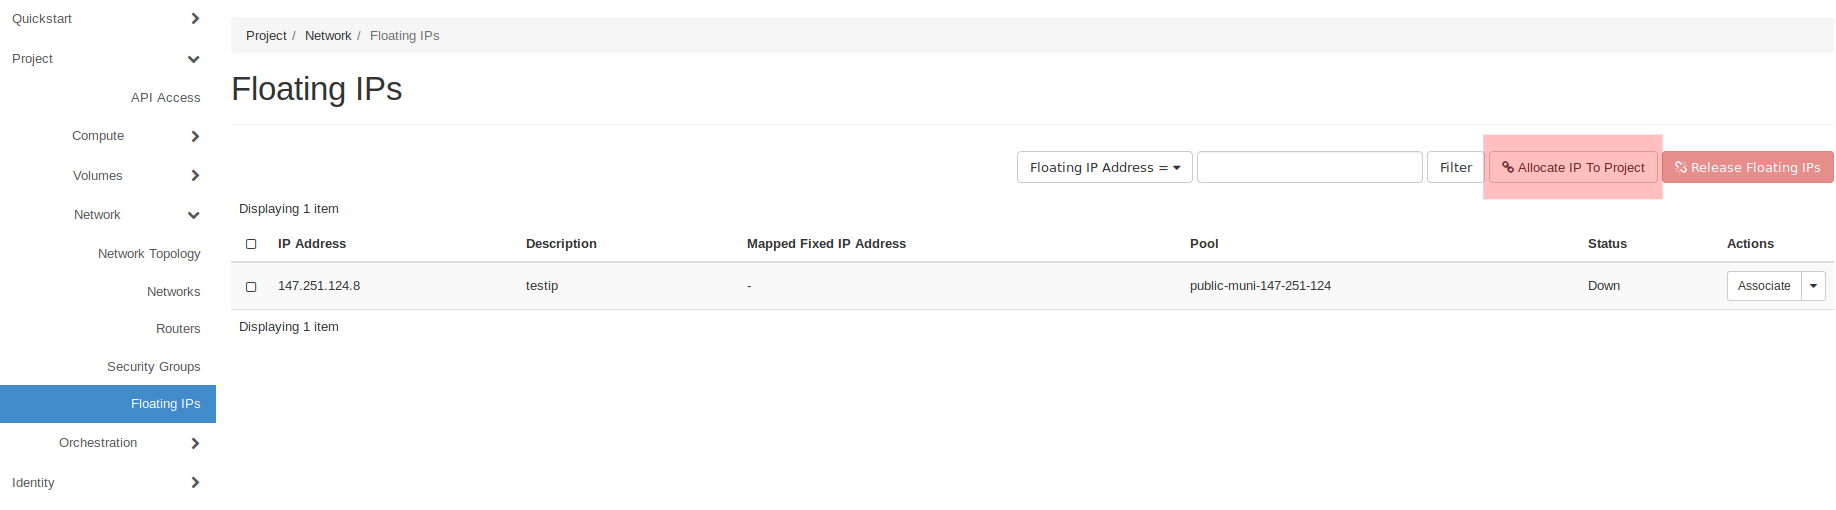 Quickstart
Project
API Access
Compute
Volumes
Network
Network Topology
Networks
Routers
Security Groups
Floating IPs
Orchestration
Identity
Project / Network / Floating IPs
Floating IPs
Floating IP Address = Filter Allocate IP To Project Release Floating IPs
Displaying 1 item
IP Address Description Mapped Fixed IP Address Pool Status Actions
147.251.124.8 testip - public-muni-147-251-124 Down Associate
Displaying 1 item